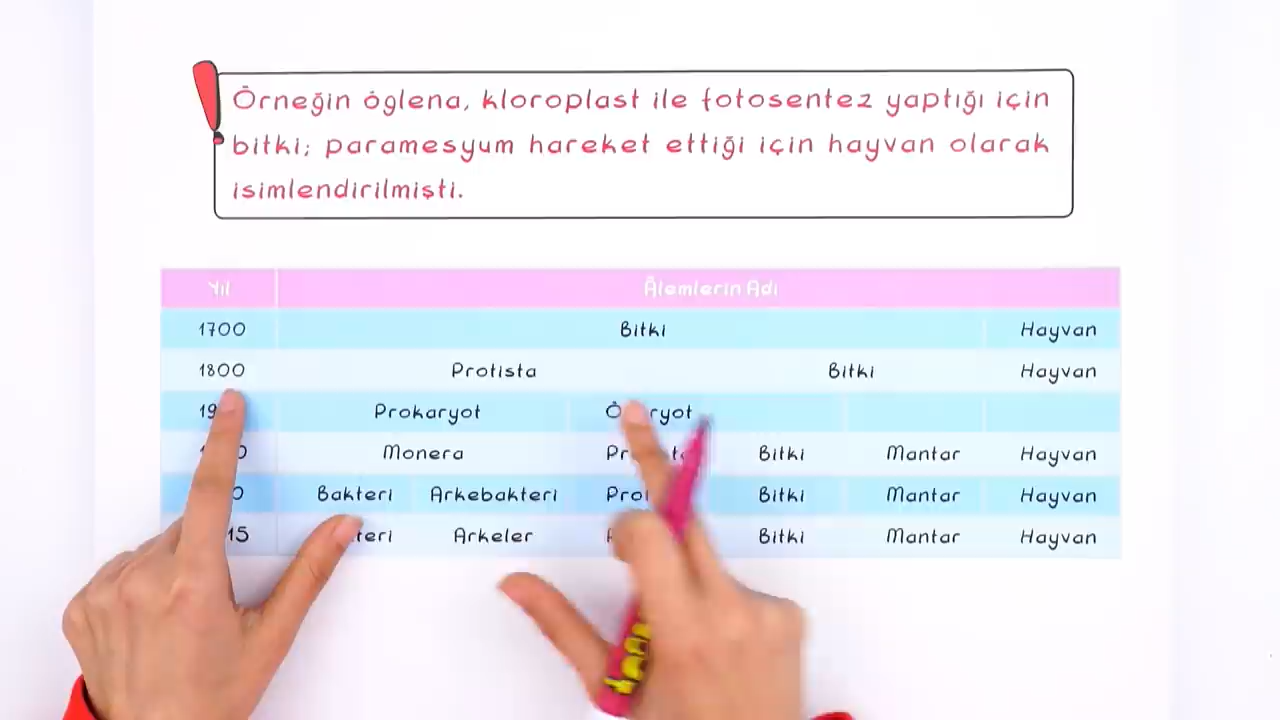 Örneğin öglena, kloroplast ile fotosentez yaptığı için
bitki; paramesyum hareket ettiği için hayvan olarak
isimlendirilmişti.
Yıl Âlemlerin Adı
1700 Bitki Hayvan
1800 Protista Bitki Hayvan
Prokaryot
Monera Bitki Mantar Hayvan
Bakteri Arkebakteri Bitki Mantar Hayvan
Arkeler Bitki Mantar Hayvan